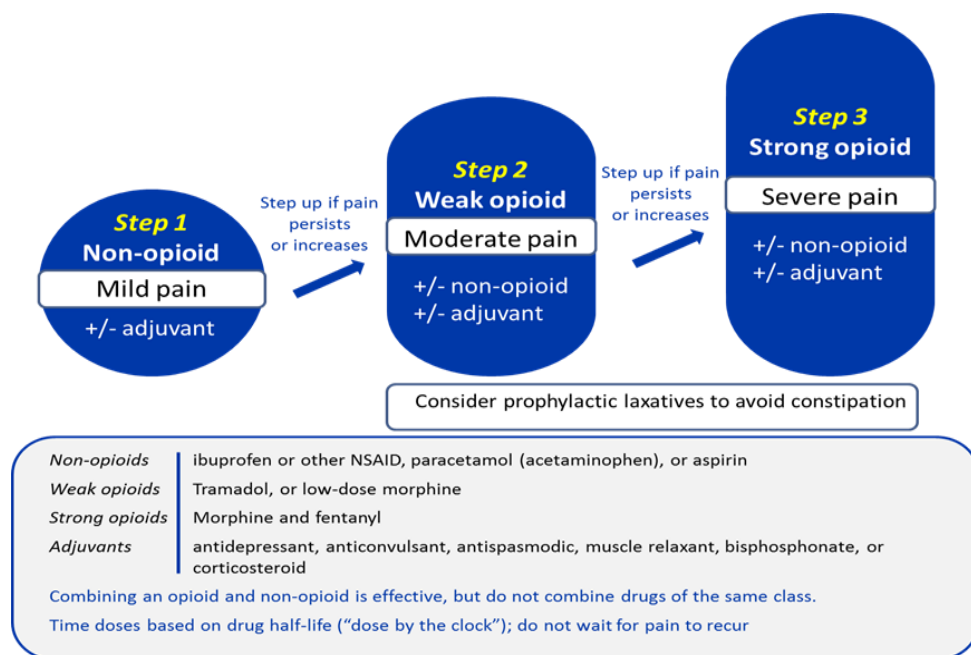 Step 1
Non-opioid
Mild pain
+/- adjuvant
Step up if pain
persists
or increases
Step 2
Weak opioid
Moderate pain
+/- non-opioid
+/- adjuvant
Step up if pain
persists
or increases
Step 3
Strong opioid
Severe pain
+/- non-opioid
+/- adjuvant
Consider prophylactic laxatives to avoid constipation
Non-opioids ibuprofen or other NSAID, paracetamol (acetaminophen), or aspirin
Weak opioids Tramadol, or low-dose morphine
Strong opioids Morphine and fentanyl
Adjuvants antidepressant, anticonvulsant, antispasmodic, muscle relaxant, bisphosphonate, or
corticosteroid
Combining an opioid and non-opioid is effective, but do not combine drugs of the same class.
Time doses based on drug half-life (“dose by the clock”); do not wait for pain to recur